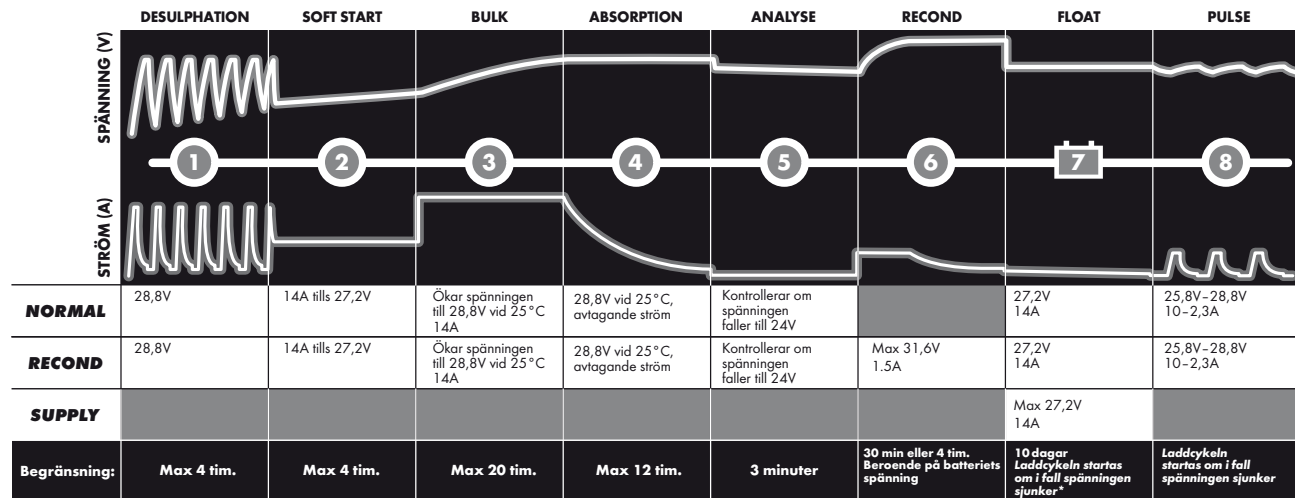 DESULPHATION SOFT START BULK ABSORPTION ANALYSE RECOND FLOAT PULSE
SPÄNNING (V)
1 2 3 4 5 6 7 8
STRÖM (A)
NORMAL
28,8V
14A tills 27,2V
Ökar spänningen
till 28,8V vid 25°C
14A
28,8V vid 25°C,
avtagande ström
Kontrollerar om
spänningen
faller till 24V
27,2V
14A
25,8V–28,8V
10–2,3A
RECOND
28,8V
14A tills 27,2V
Ökar spänningen
till 28,8V vid 25°C
14A
28,8V vid 25°C,
avtagande ström
Kontrollerar om
spänningen
faller till 24V
Max 31,6V
1.5A
27,2V
14A
25,8V–28,8V
10–2,3A
SUPPLY
Max 27,2V
14A
Begränsning:
Max 4 tim.
Max 4 tim.
Max 20 tim.
Max 12 tim.
3 minuter
30 min eller 4 tim.
Beroende på batteriets
spänning
10 dagar
Laddcykeln startas
om i fall spänningen
sjunker*
Laddcykeln
startas om i fall
spänningen sjunker